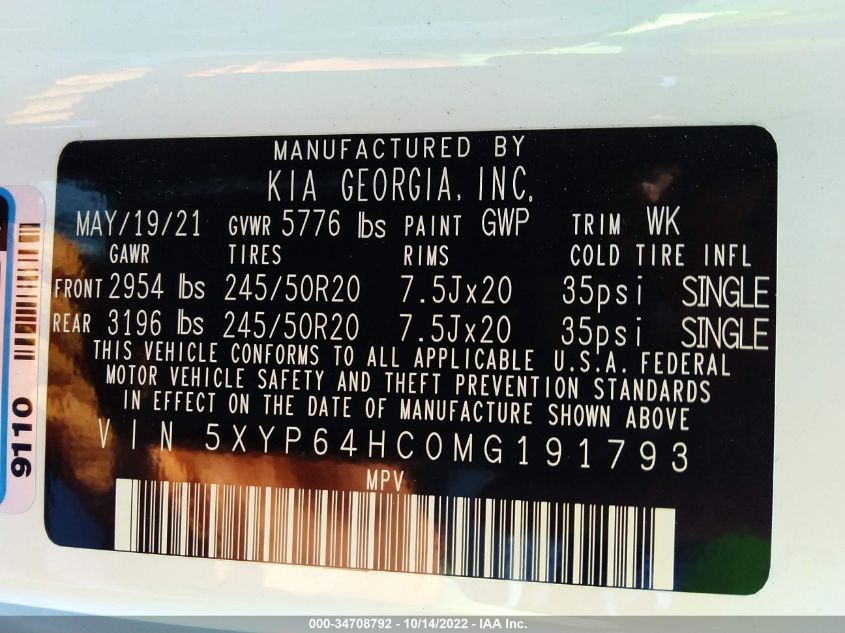 MANUFACTURED BY
KIA GEORGIA, INC.
MAY/19/21 GVWR 5776 lbs PAINT GWP TRIM WK
GAWR TIRES RIMS COLD TIRE INFL
FRONT 2954 lbs 245/50R20 7.5Jx20 35psi SINGLE
REAR 3196 lbs 245/50R20 7.5Jx20 35psi SINGLE
THIS VEHICLE CONFORMS TO ALL APPLICABLE U.S.A. FEDERAL
MOTOR VEHICLE SAFETY AND THEFT PREVENTION STANDARDS
IN EFFECT ON THE DATE OF MANUFACTURE SHOWN ABOVE
VIN 5XYP64HC0MG191793
MPV
9110
000-34708792 - 10/14/2022 - IAA Inc.